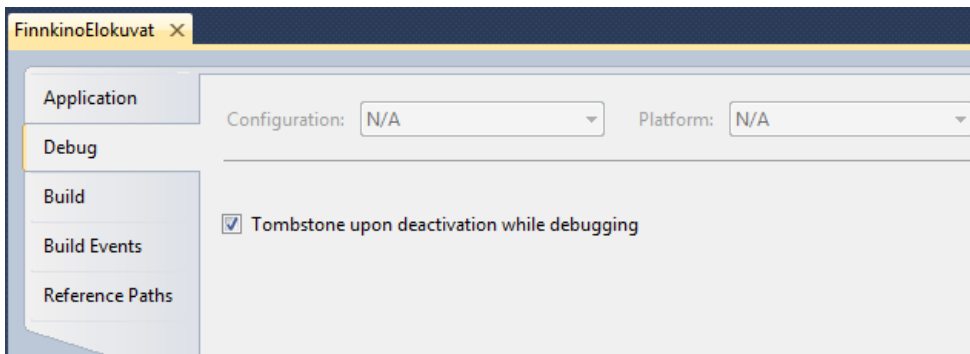 FinnkinoElokuvat
Application
Configuration: N/A Platform: N/A
Debug
Build
Tombstone upon deactivation while debugging
Build Events
Reference Paths